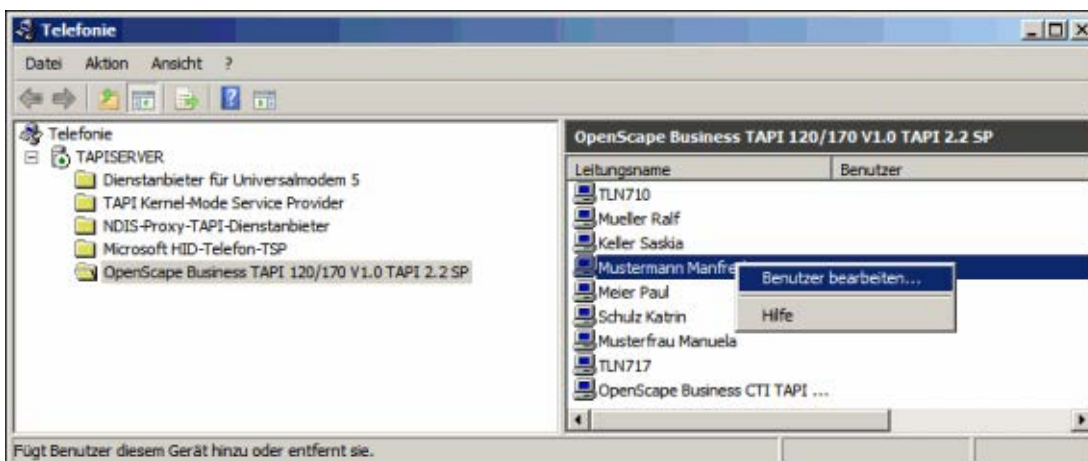 Telefonie
Datei Aktion Ansicht ?
Telefonie
TAPISERVER
Dienstanbieter für Universalmodem 5
TAPI Kernel-Mode Service Provider
NDIS-Proxy-TAPI-Dienstanbieter
Microsoft HID-Telefon-TSP
OpenScape Business TAPI 120/170 V1.0 TAPI 2.2 SP
OpenScape Business TAPI 120/170 V1.0 TAPI 2.2 SP
Leitungsname Benutzer
TLN710
Mueller Ralf
Keller Saskia
Mustermann Manfre
Benutzer bearbeiten...
Meier Paul
Schulz Katrin
Hilfe
Musterfrau Manuela
TLN717
OpenScape Business CTI TAPI ...
Fügt Benutzer diesem Gerät hinzu oder entfernt sie.